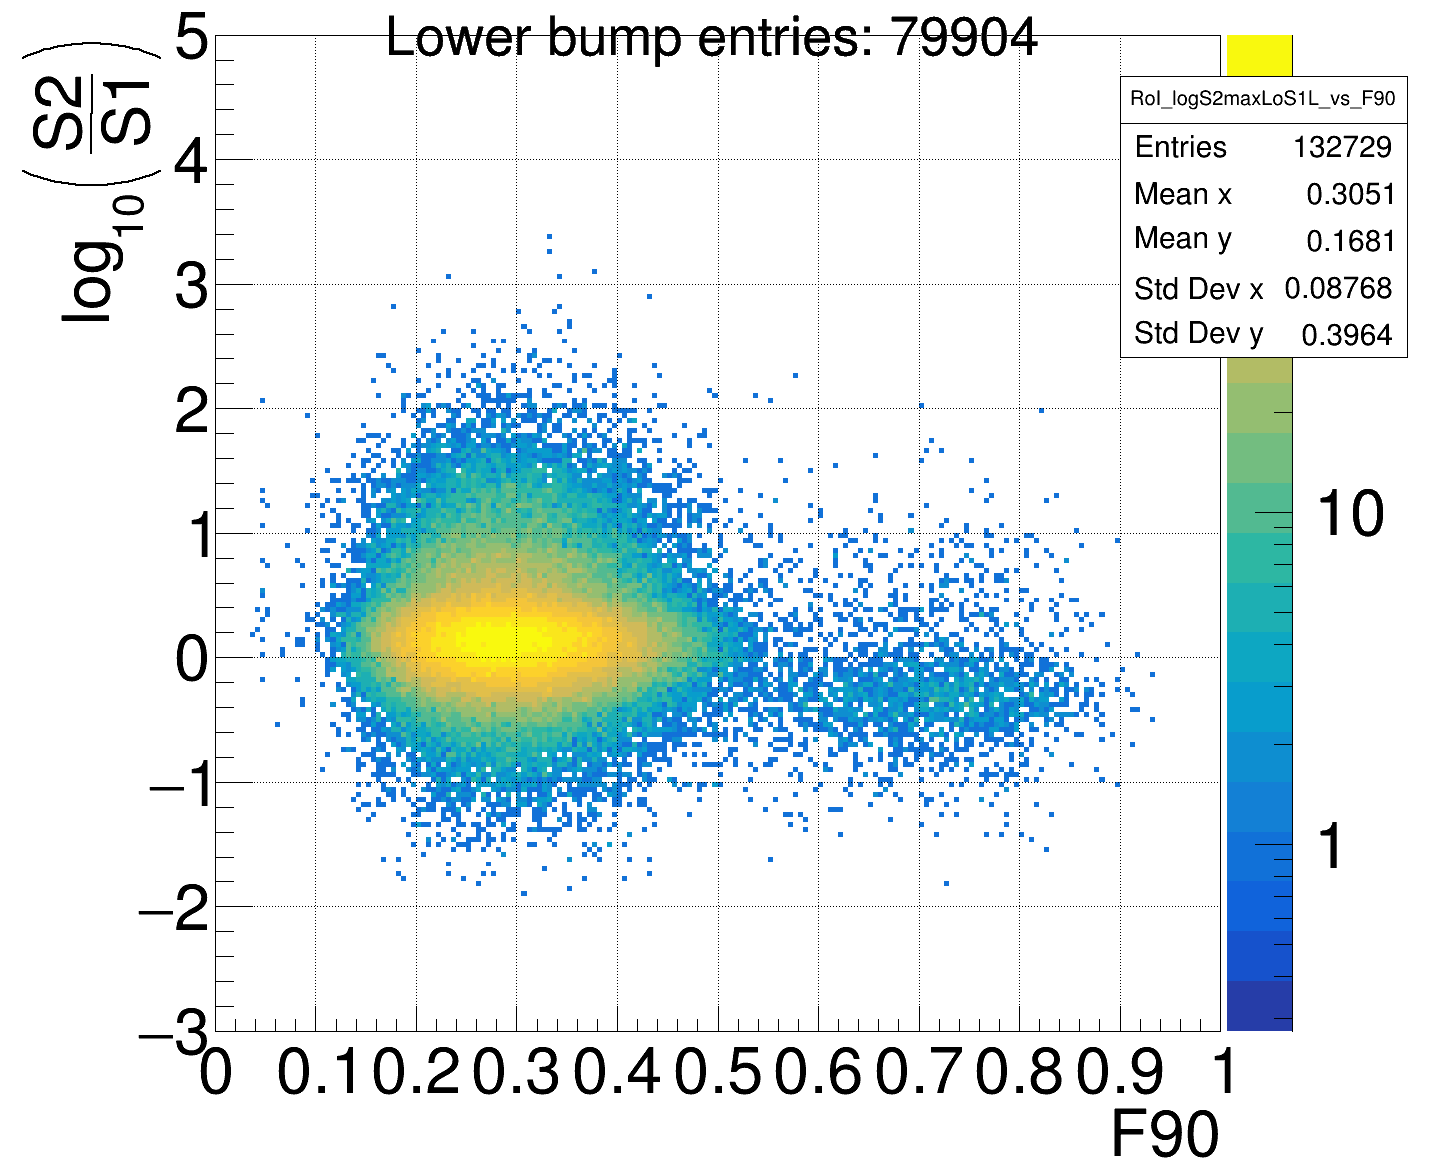 Lower bump entries: 79904
log10(S2/S1)
5
4
3
2
1
0
−1
−2
−3
0 0.1 0.2 0.3 0.4 0.5 0.6 0.7 0.8 0.9 1
F90
RoI_logS2maxLoS1L_vs_F90
Entries 132729
Mean x 0.3051
Mean y 0.1681
Std Dev x 0.08768
Std Dev y 0.3964
10
1